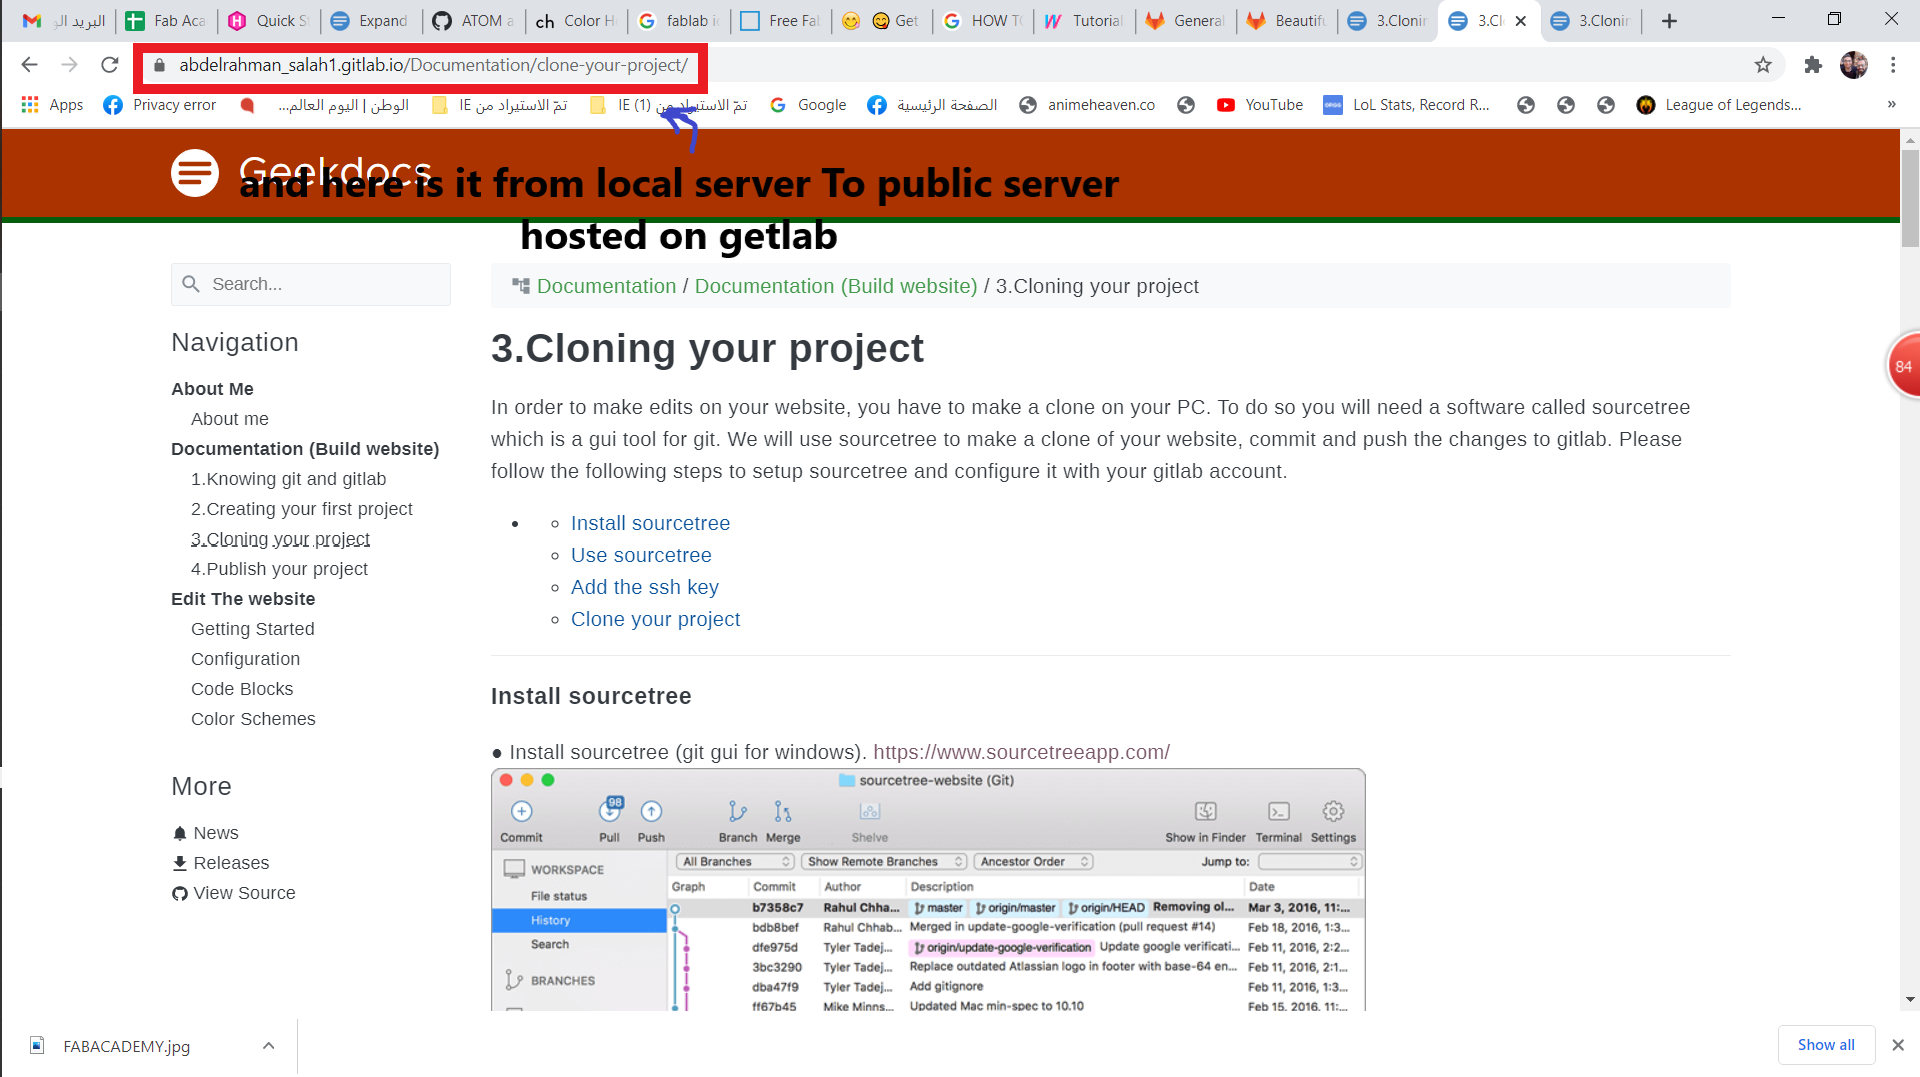 البريد الو
Fab Aca
Quick S
Expand
ATOM a
Color H
fablab i
Free Fa
Get
HOW TO
Tutorial
General
Beautifu
3.Clonin
3.Cl
3.Clonin
abdelrahman_salah1.gitlab.io/Documentation/clone-your-project/
Apps
Privacy error
الوطن | اليوم العالم...
تمّ الاستيراد من IE
تمّ الاستيراد من IE (1)
Google
الصفحة الرئيسية
animeheaven.co
YouTube
LoL Stats, Record R...
League of Legends...
»
Geekdocs
and here is it from local server To public server
hosted on getlab
Search...
Documentation / Documentation (Build website) / 3.Cloning your project
Navigation
About Me
About me
Documentation (Build website)
1.Knowing git and gitlab
2.Creating your first project
3.Cloning your project
4.Publish your project
Edit The website
Getting Started
Configuration
Code Blocks
Color Schemes
More
News
Releases
View Source
3.Cloning your project
In order to make edits on your website, you have to make a clone on your PC. To do so you will need a software called sourcetree
which is a gui tool for git. We will use sourcetree to make a clone of your website, commit and push the changes to gitlab. Please
follow the following steps to setup sourcetree and configure it with your gitlab account.
Install sourcetree
Use sourcetree
Add the ssh key
Clone your project
Install sourcetree
● Install sourcetree (git gui for windows). https://www.sourcetreeapp.com/
sourcetree-website (Git)
98
Commit Pull Push Branch Merge Shelve Show in Finder Terminal Settings
All Branches Show Remote Branches Ancestor Order Jump to:
WORKSPACE
File status
History
Search
BRANCHES
Graph Commit Author Description Date
b7358c7 Rahul Chha... master origin/master origin/HEAD Removing ol... Mar 3, 2016, 11:...
bdb8bef Rahul Chhab... Merged in update-google-verification (pull request #14) Feb 18, 2016, 1:3...
dfe975d Tyler Tadej... origin/update-google-verification Update google verificati... Feb 11, 2016, 2:2...
3bc3290 Tyler Tadej... Replace outdated Atlassian logo in footer with base-64 en... Feb 11, 2016, 2:1...
dba47f9 Tyler Tadej... Add gitignore Feb 11, 2016, 1:3...
ff67b45 Mike Minns... Updated Mac min-spec to 10.10 Feb 15, 2016, 11:...
84
FABACADEMY.jpg
Show all